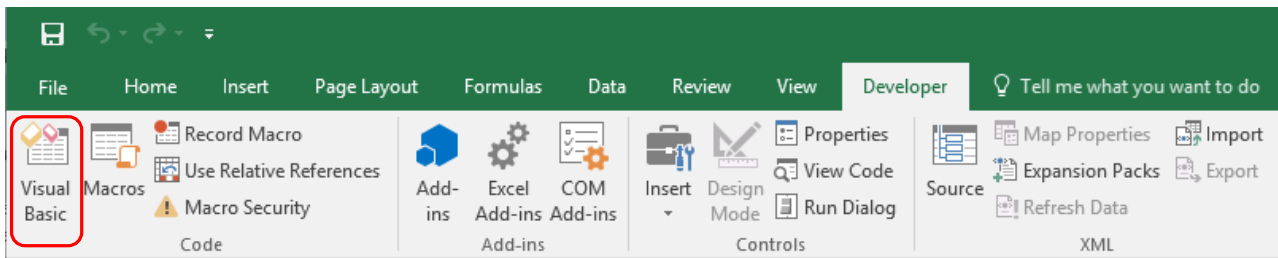 File Home Insert Page Layout Formulas Data Review View Developer Tell me what you want to do
Visual Basic
Macros
Record Macro
Use Relative References
Macro Security
Code
Add-ins
Excel Add-ins
COM Add-ins
Add-ins
Insert
Design Mode
Properties
View Code
Run Dialog
Controls
Source
Map Properties
Expansion Packs
Refresh Data
Import
Export
XML